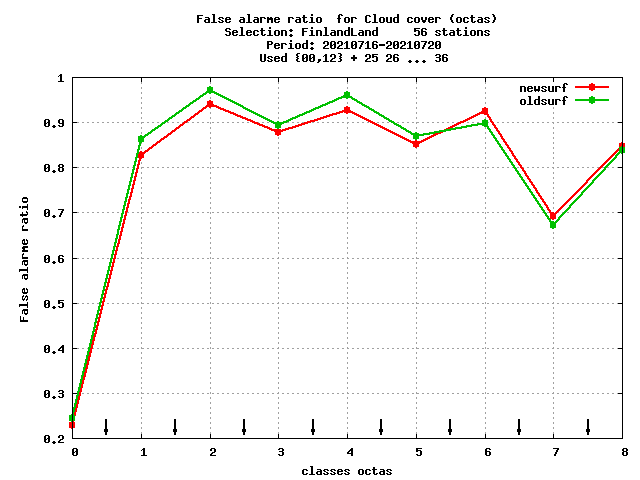 False alarme ratio  for Cloud cover (octas)
Selection: FinlandLand     56 stations
Period: 20210716-20210720
Used {00,12} + 25 26 ... 36
newsurf
oldsurf
1
0.9
0.8
0.7
0.6
0.5
0.4
0.3
0.2
False alarme ratio
0 1 2 3 4 5 6 7 8
classes octas